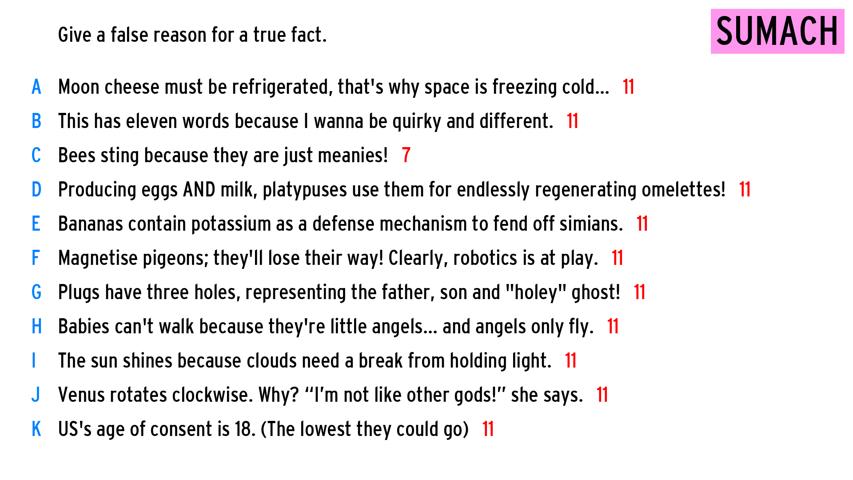 Give a false reason for a true fact.
SUMACH
A Moon cheese must be refrigerated, that's why space is freezing cold... 11
B This has eleven words because I wanna be quirky and different. 11
C Bees sting because they are just meanies! 7
D Producing eggs AND milk, platypuses use them for endlessly regenerating omelettes! 11
E Bananas contain potassium as a defense mechanism to fend off simians. 11
F Magnetise pigeons; they'll lose their way! Clearly, robotics is at play. 11
G Plugs have three holes, representing the father, son and "holey" ghost! 11
H Babies can't walk because they're little angels... and angels only fly. 11
I The sun shines because clouds need a break from holding light. 11
J Venus rotates clockwise. Why? “I’m not like other gods!” she says. 11
K US's age of consent is 18. (The lowest they could go) 11